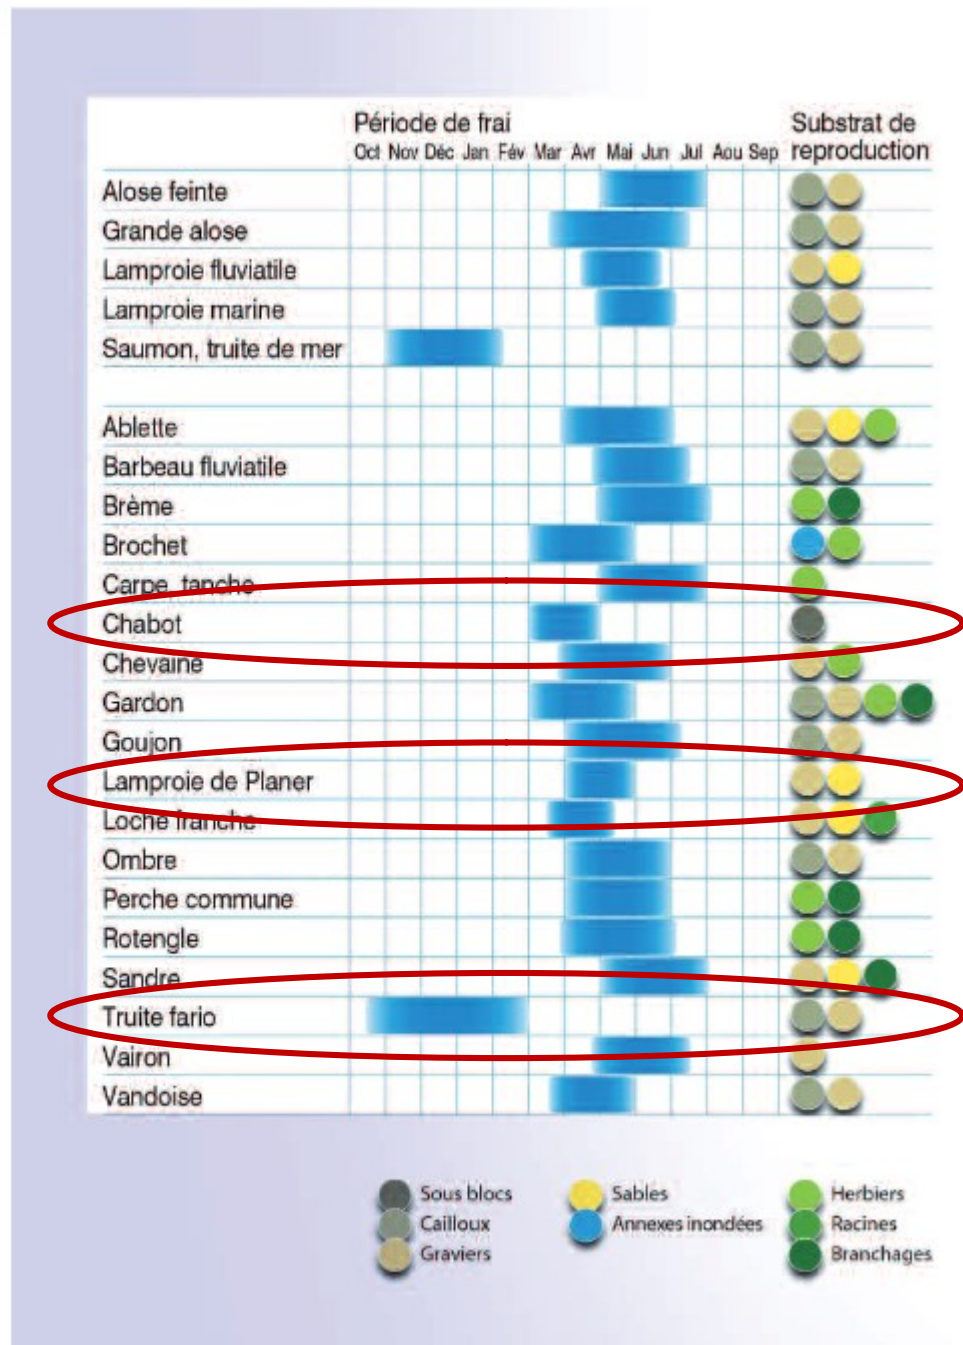 Période de frai
Substrat de reproduction
Oct Nov Déc Jan Fév Mar Avr Mai Jun Jul Aou Sep
Alose feinte
Grande alose
Lamproie fluviatile
Lamproie marine
Saumon, truite de mer
Ablette
Barbeau fluviatile
Brème
Brochet
Carpe, tanche
Chabot
Chevaine
Gardon
Goujon
Lamproie de Planer
Loche franche
Ombre
Perche commune
Rotengle
Sandre
Truite fario
Vairon
Vandoise
Sous blocs
Cailloux
Graviers
Sables
Annexes inondées
Herbiers
Racines
Branchages